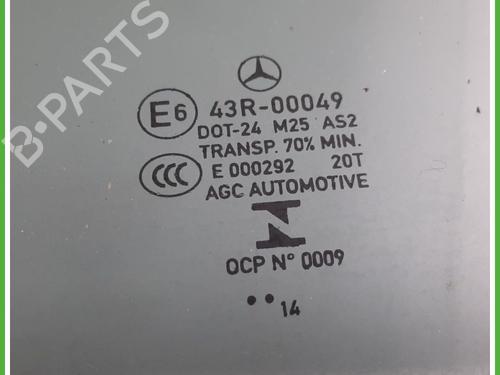 E6 43R-00049
DOT-24 M25 AS2
TRANSP. 70% MIN.
CCC E 000292 20T
AGC AUTOMOTIVE
OCP N° 0009
•• 14
B-PARTS